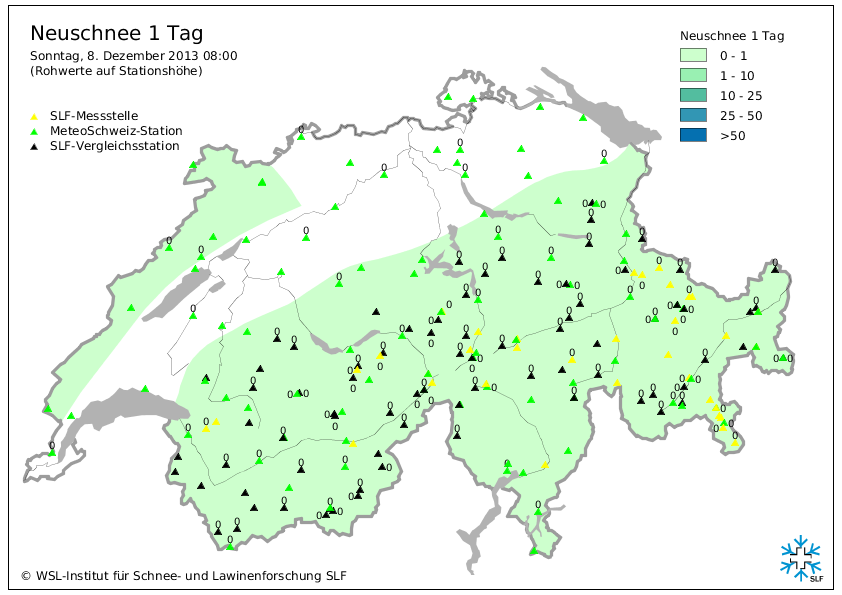 Neuschnee 1 Tag
Sonntag, 8. Dezember 2013 08:00
(Rohwerte auf Stationshöhe)
SLF-Messstelle
MeteoSchweiz-Station
SLF-Vergleichsstation
Neuschnee 1 Tag
0 - 1
1 - 10
10 - 25
25 - 50
>50
© WSL-Institut für Schnee- und Lawinenforschung SLF
SLF